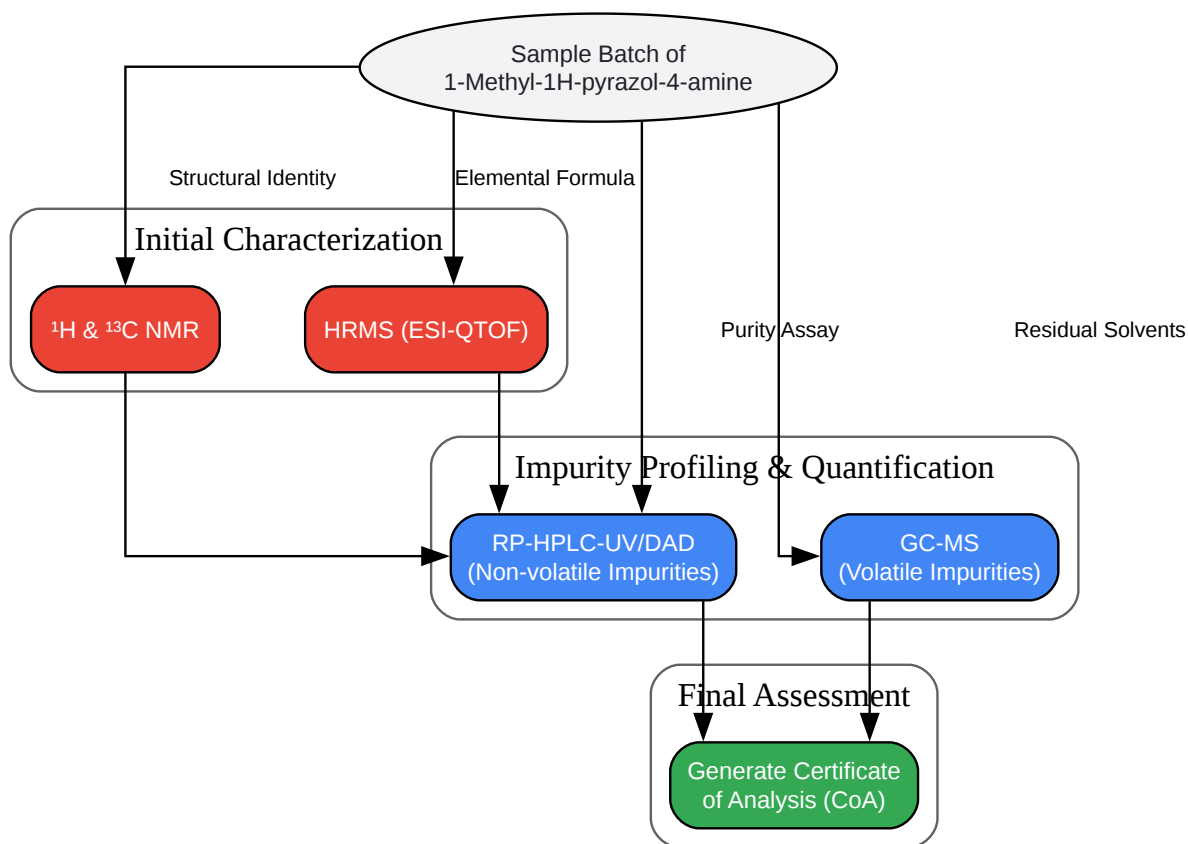 Sample Batch of
1-Methyl-1H-pyrazol-4-amine
Structural Identity
Elemental Formula
Initial Characterization
¹H & ¹³C NMR
HRMS (ESI-QTOF)
Purity Assay
Residual Solvents
Impurity Profiling & Quantification
RP-HPLC-UV/DAD
(Non-volatile Impurities)
GC-MS
(Volatile Impurities)
Final Assessment
Generate Certificate
of Analysis (CoA)